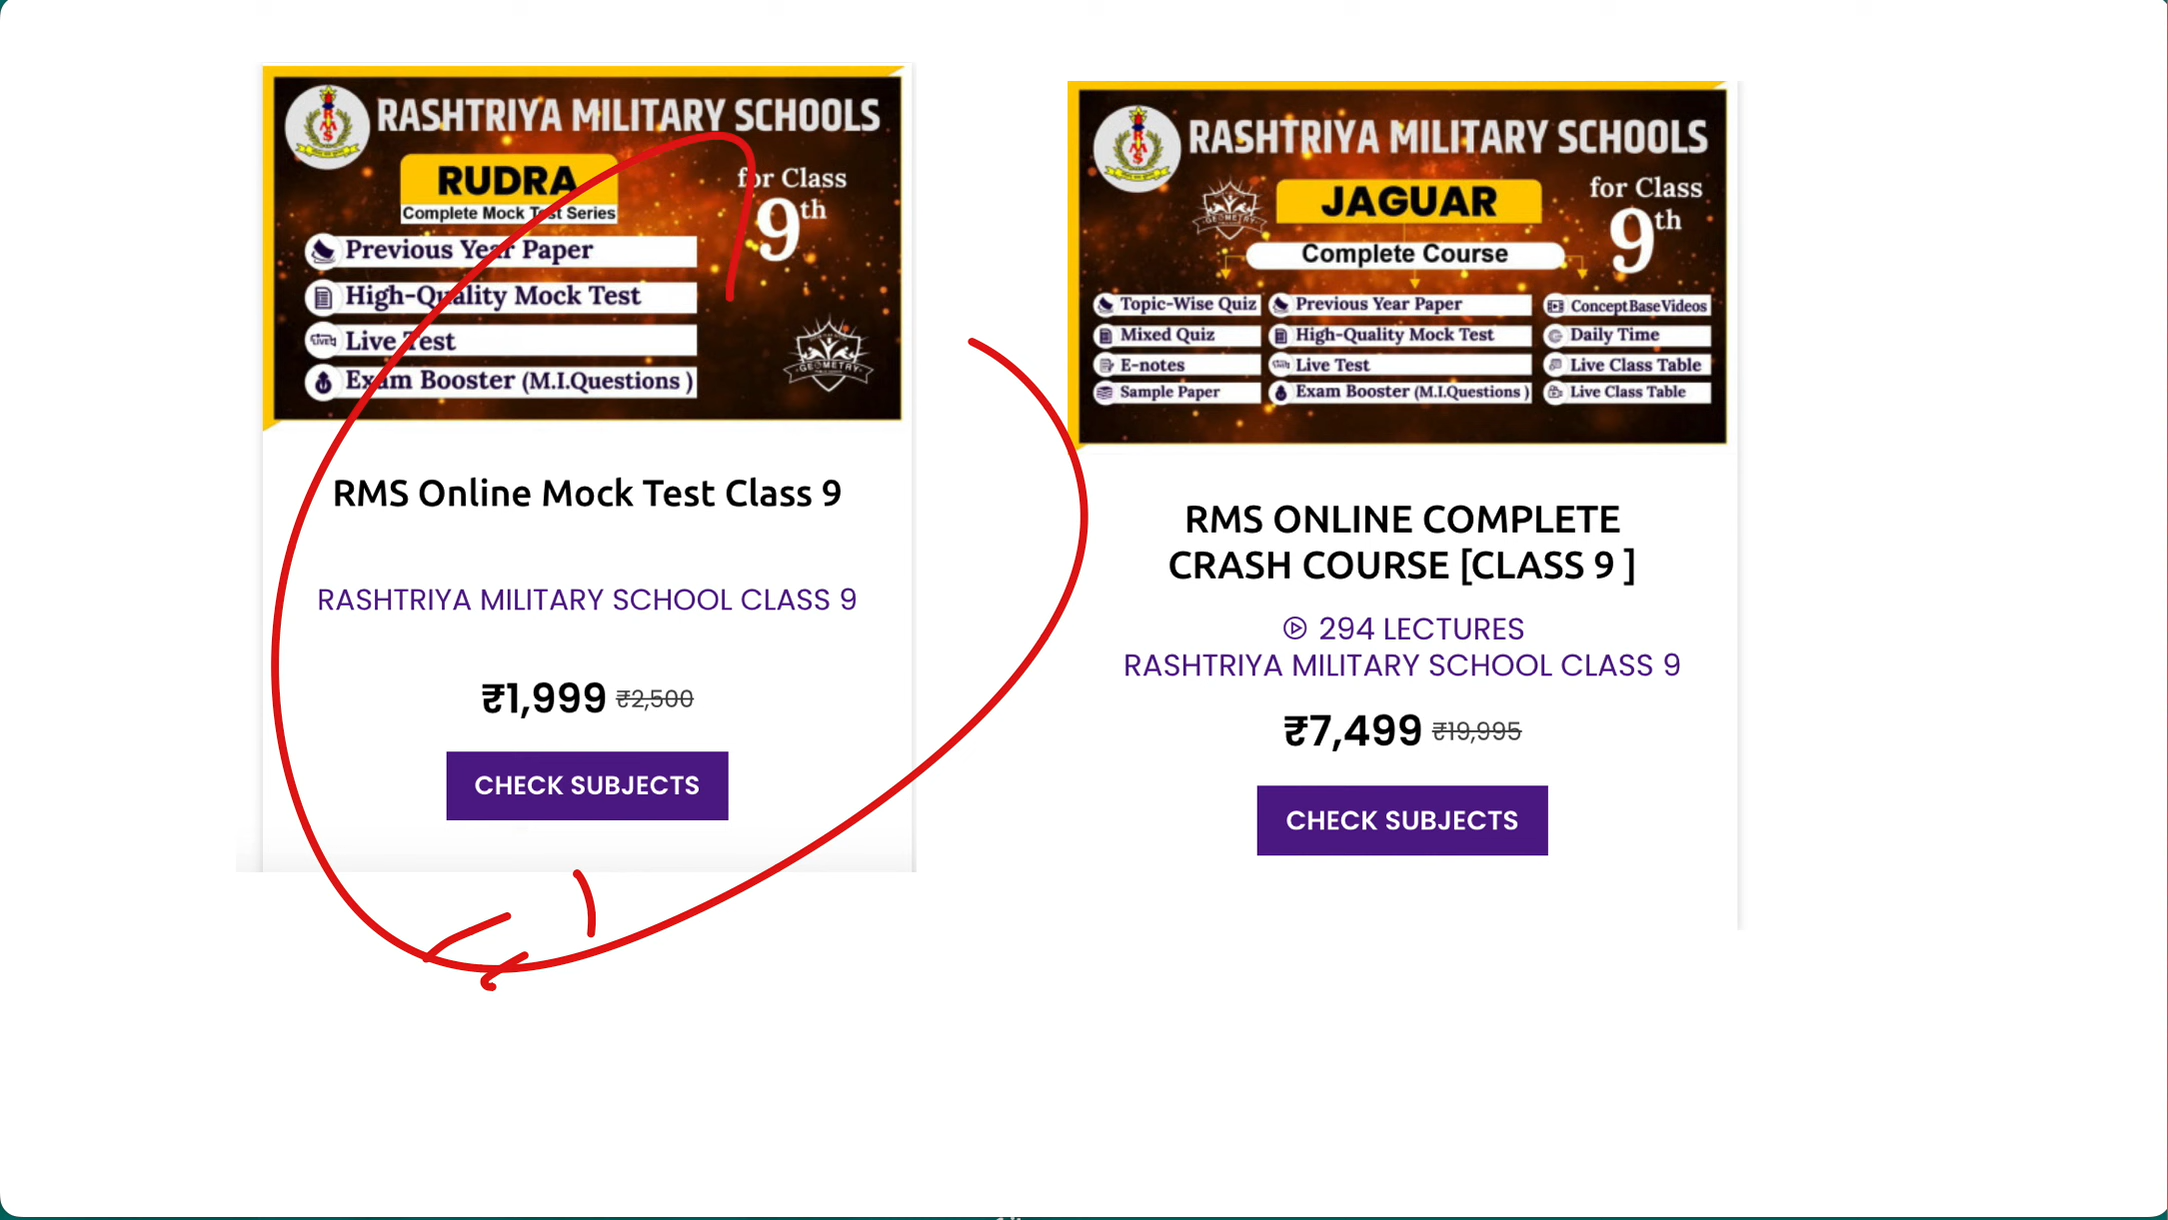 RASHTRIYA MILITARY SCHOOLS
RUDRA
Complete Mock Test Series
for Class
9th
Previous Year Paper
High-Quality Mock Test
Live Test
Exam Booster (M.I.Questions )
GEOMETRY
RMS Online Mock Test Class 9
RASHTRIYA MILITARY SCHOOL CLASS 9
₹1,999 ₹2,500
CHECK SUBJECTS
RASHTRIYA MILITARY SCHOOLS
JAGUAR
for Class
9th
GEOMETRY
Complete Course
Topic-Wise Quiz
Mixed Quiz
E-notes
Sample Paper
Previous Year Paper
High-Quality Mock Test
Live Test
Exam Booster (M.I.Questions )
Concept Base Videos
Daily Time
Live Class Table
Live Class Table
RMS ONLINE COMPLETE
CRASH COURSE [CLASS 9 ]
294 LECTURES
RASHTRIYA MILITARY SCHOOL CLASS 9
₹7,499 ₹19,995
CHECK SUBJECTS